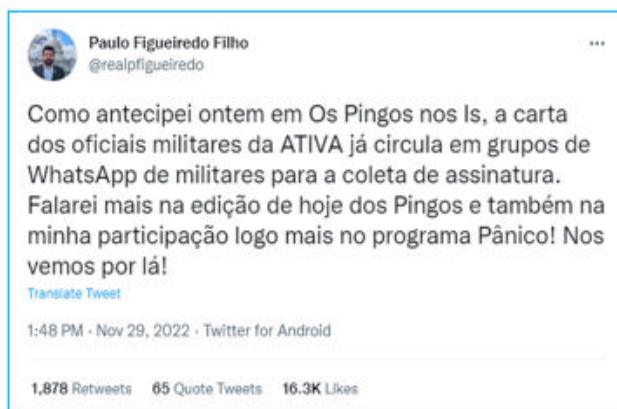 Paulo Figueiredo Filho
@realpfigueiredo
Como antecipei ontem em Os Pingos nos Is, a carta
dos oficiais militares da ATIVA já circula em grupos de
WhatsApp de militares para a coleta de assinatura.
Falarei mais na edição de hoje dos Pingos e também na
minha participação logo mais no programa Pânico! Nos
vemos por lá!
Translate Tweet
1:48 PM · Nov 29, 2022 · Twitter for Android
1,878 Retweets 65 Quote Tweets 16.3K Likes